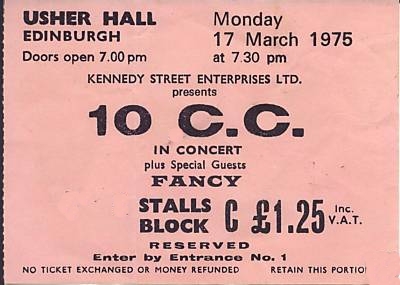 USHER HALL Monday
EDINBURGH 17 March 1975
Doors open 7.00 pm at 7.30 pm
KENNEDY STREET ENTERPRISES LTD.
presents
10 C.C.
IN CONCERT
plus Special Guests
FANCY
STALLS
BLOCK C £1.25 Inc. V.A.T.
RESERVED
Enter by Entrance No. 1
NO TICKET EXCHANGED OR MONEY REFUNDED RETAIN THIS PORTIO